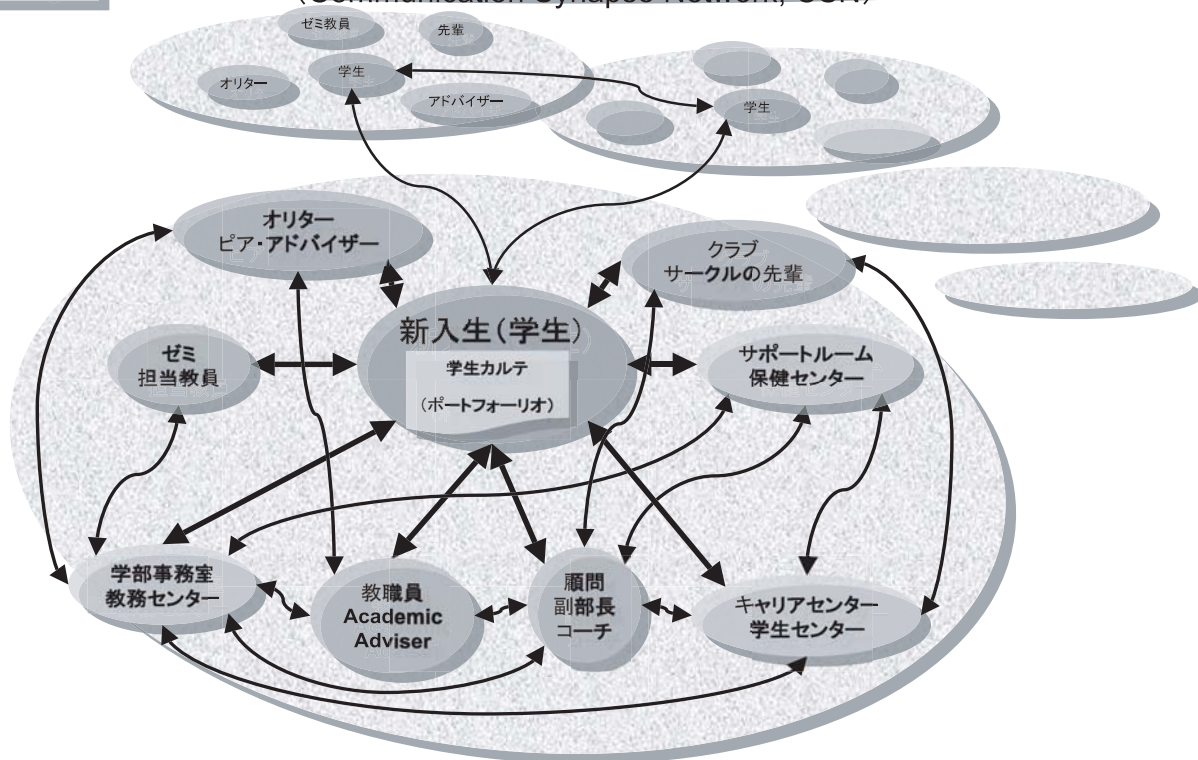 (Communication Synapse Network, CSN)
ゼミ教員
先輩
オリター
学生
アドバイザー
学生
オリター
ピア・アドバイザー
クラブ
サークルの先輩
新入生(学生)
学生カルテ
(ポートフォーリオ)
ゼミ
担当教員
サポートルーム
保健センター
学部事務室
教務センター
教職員
Academic
Adviser
顧問
副部長
コーチ
キャリアセンター
学生センター